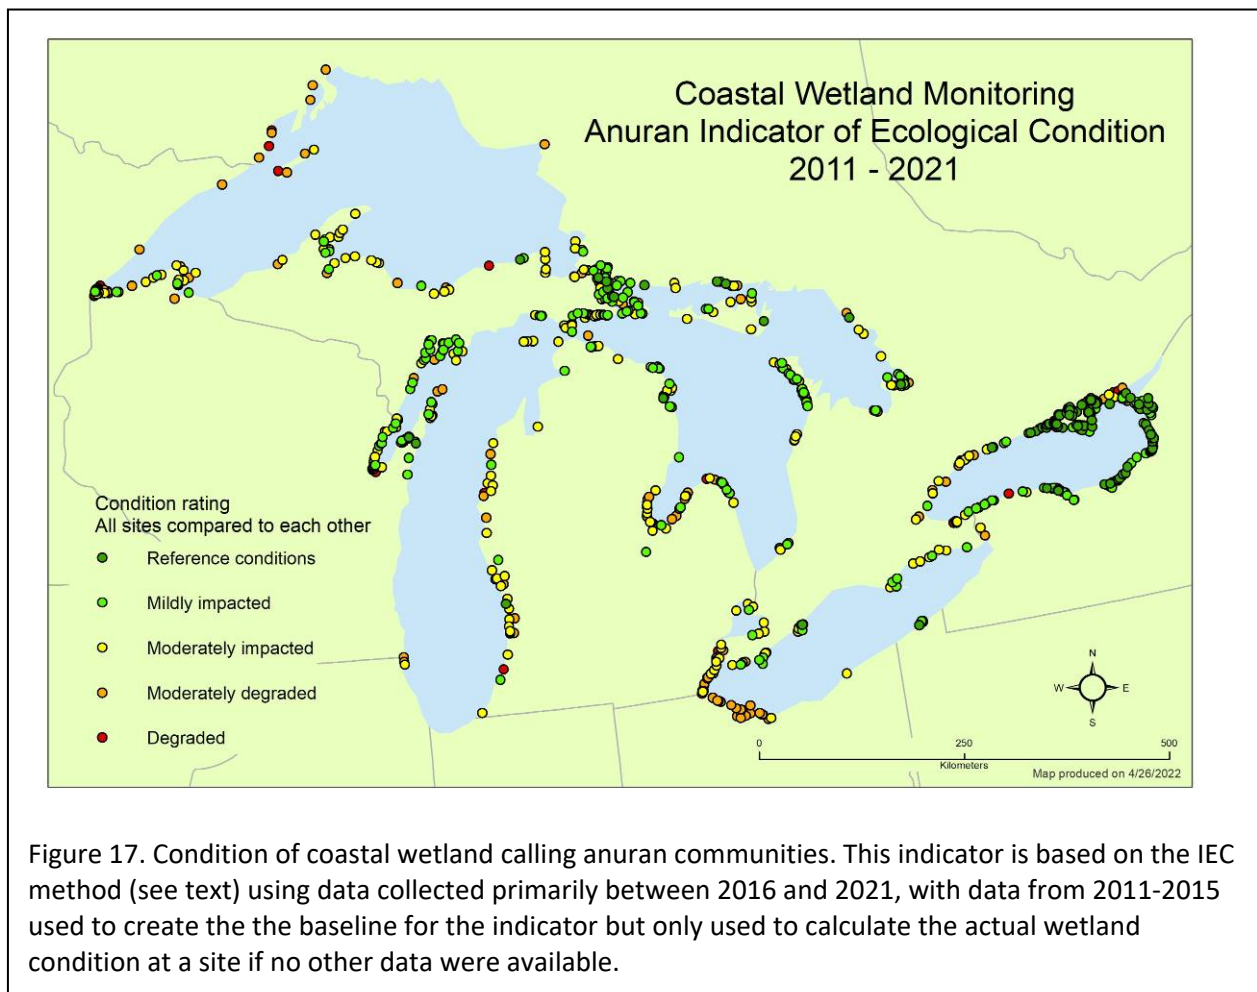 Coastal Wetland Monitoring
Anuran Indicator of Ecological Condition
2011 - 2021
Condition rating
All sites compared to each other
Reference conditions
Mildly impacted
Moderately impacted
Moderately degraded
Degraded
N
W E
S
0 250 500
Kilometers
Map produced on 4/26/2022
Figure 17. Condition of coastal wetland calling anuran communities. This indicator is based on the IEC
method (see text) using data collected primarily between 2016 and 2021, with data from 2011-2015
used to create the the baseline for the indicator but only used to calculate the actual wetland
condition at a site if no other data were available.